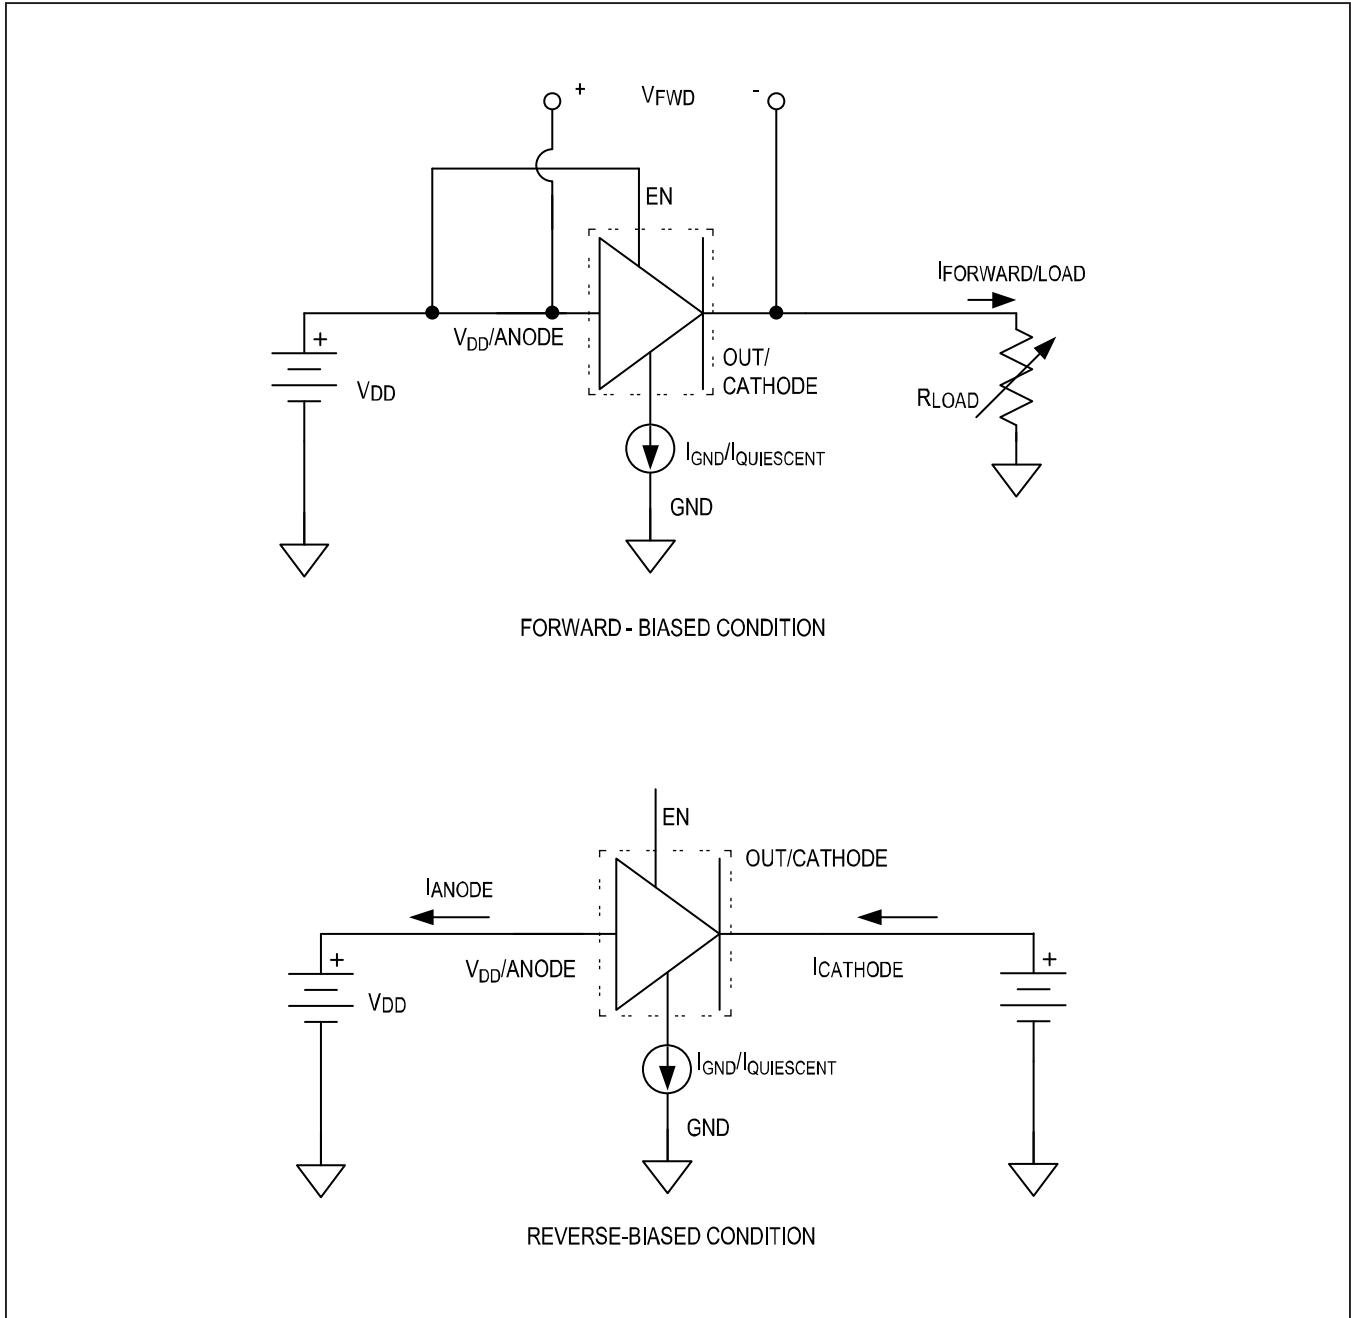 + VFWD -
EN
IFORWARD/LOAD
+
VDD/ANODE
VDD
OUT/
CATHODE
RLOAD
IGND/IQUIESCENT
GND
FORWARD - BIASED CONDITION
EN
OUT/CATHODE
IANODE
+
VDD/ANODE
ICATHODE
+
VDD
IGND/IQUIESCENT
GND
REVERSE-BIASED CONDITION